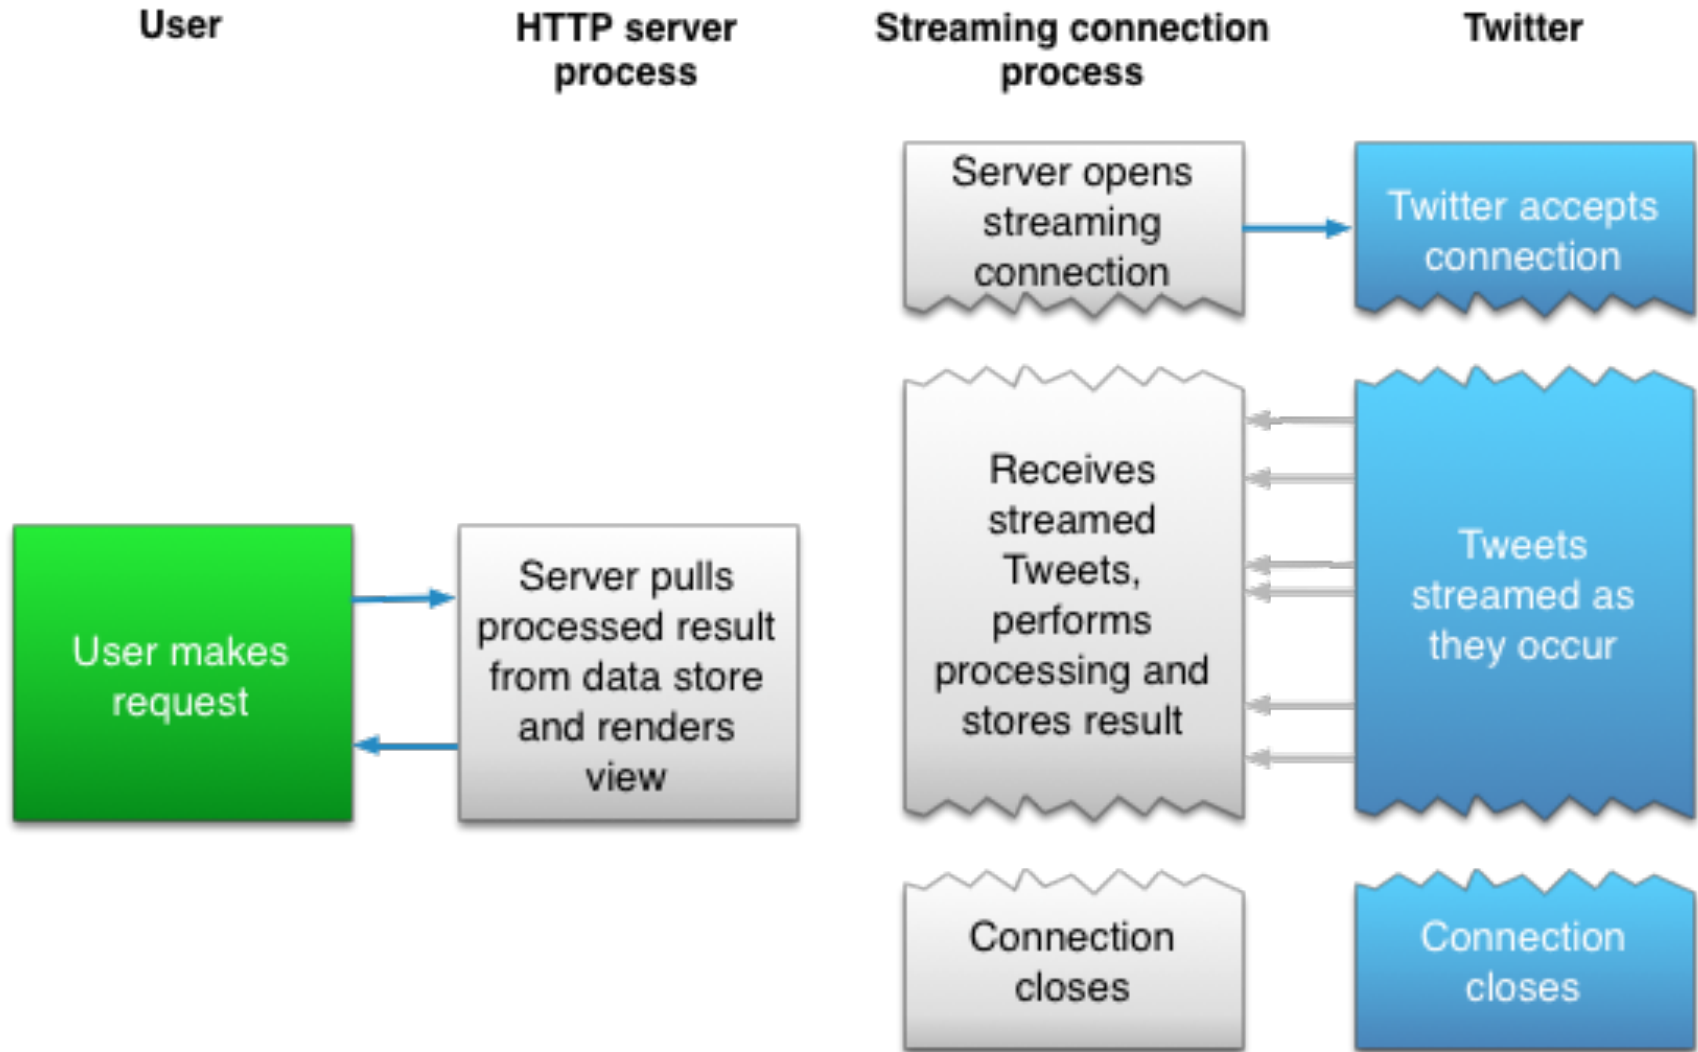 User
HTTP server
process
Streaming connection
process
Twitter
Server opens
streaming
connection
Twitter accepts
connection
User makes
request
Server pulls
processed result
from data store
and renders
view
Receives
streamed
Tweets,
performs
processing and
stores result
Tweets
streamed as
they occur
Connection
closes
Connection
closes